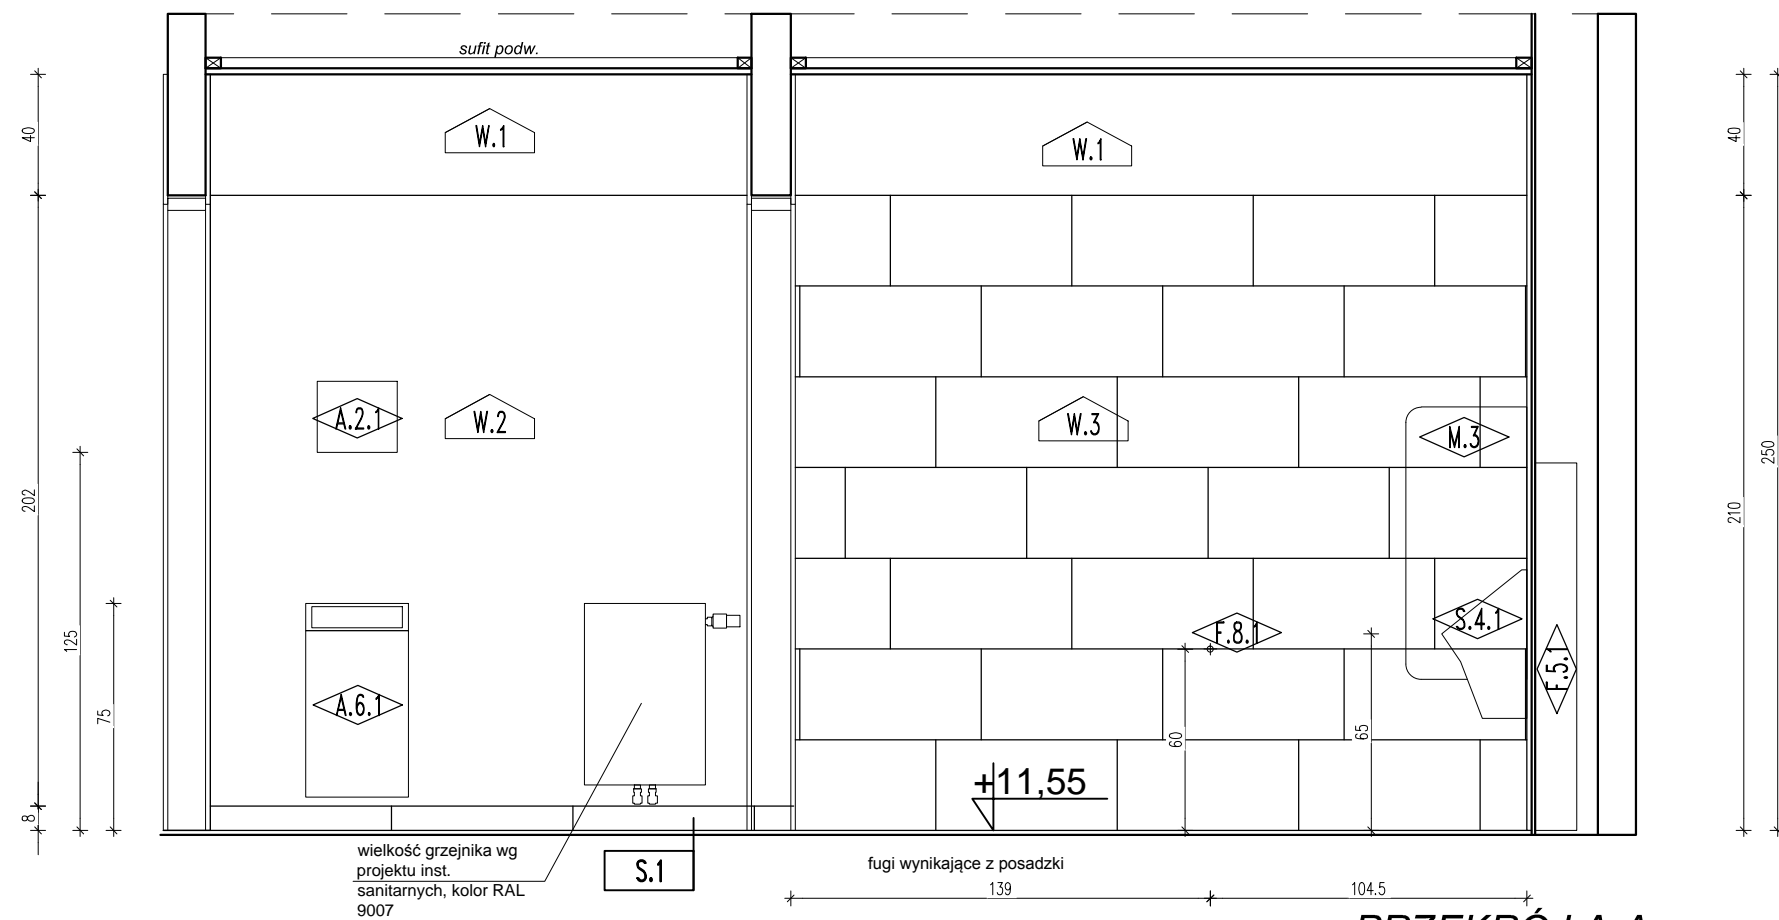 sufit podw.
40
W.1
W.1
40
A.2.1
W.2
W.3
M.3
250
202
210
125
F.8.1
S.4.1
F.5.1
A.6.1
75
60
65
+11,55
8
wielkość grzejnika wg
projektu inst.
sanitarnych, kolor RAL
9007
S.1
fugi wynikające z posadzki
139
104.5